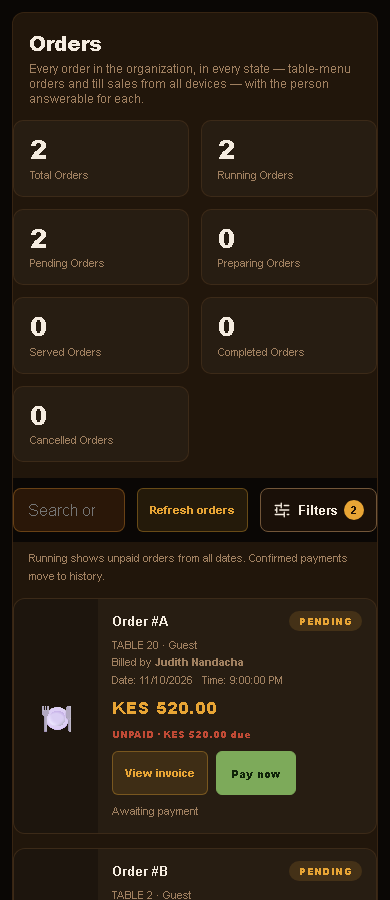 Orders
Every order in the organization, in every state — table-menu
orders and till sales from all devices — with the person
answerable for each.
2
Total Orders
2
Running Orders
2
Pending Orders
0
Preparing Orders
0
Served Orders
0
Completed Orders
0
Cancelled Orders
Search or
Refresh orders
Filters 2
Running shows unpaid orders from all dates. Confirmed payments
move to history.
Order #A
PENDING
TABLE 20 · Guest
Billed by Judith Nandacha
Date: 11/10/2026 Time: 9:00:00 PM
KES 520.00
UNPAID · KES 520.00 due
View invoice
Pay now
Awaiting payment
Order #B
PENDING
TABLE 2 · Guest